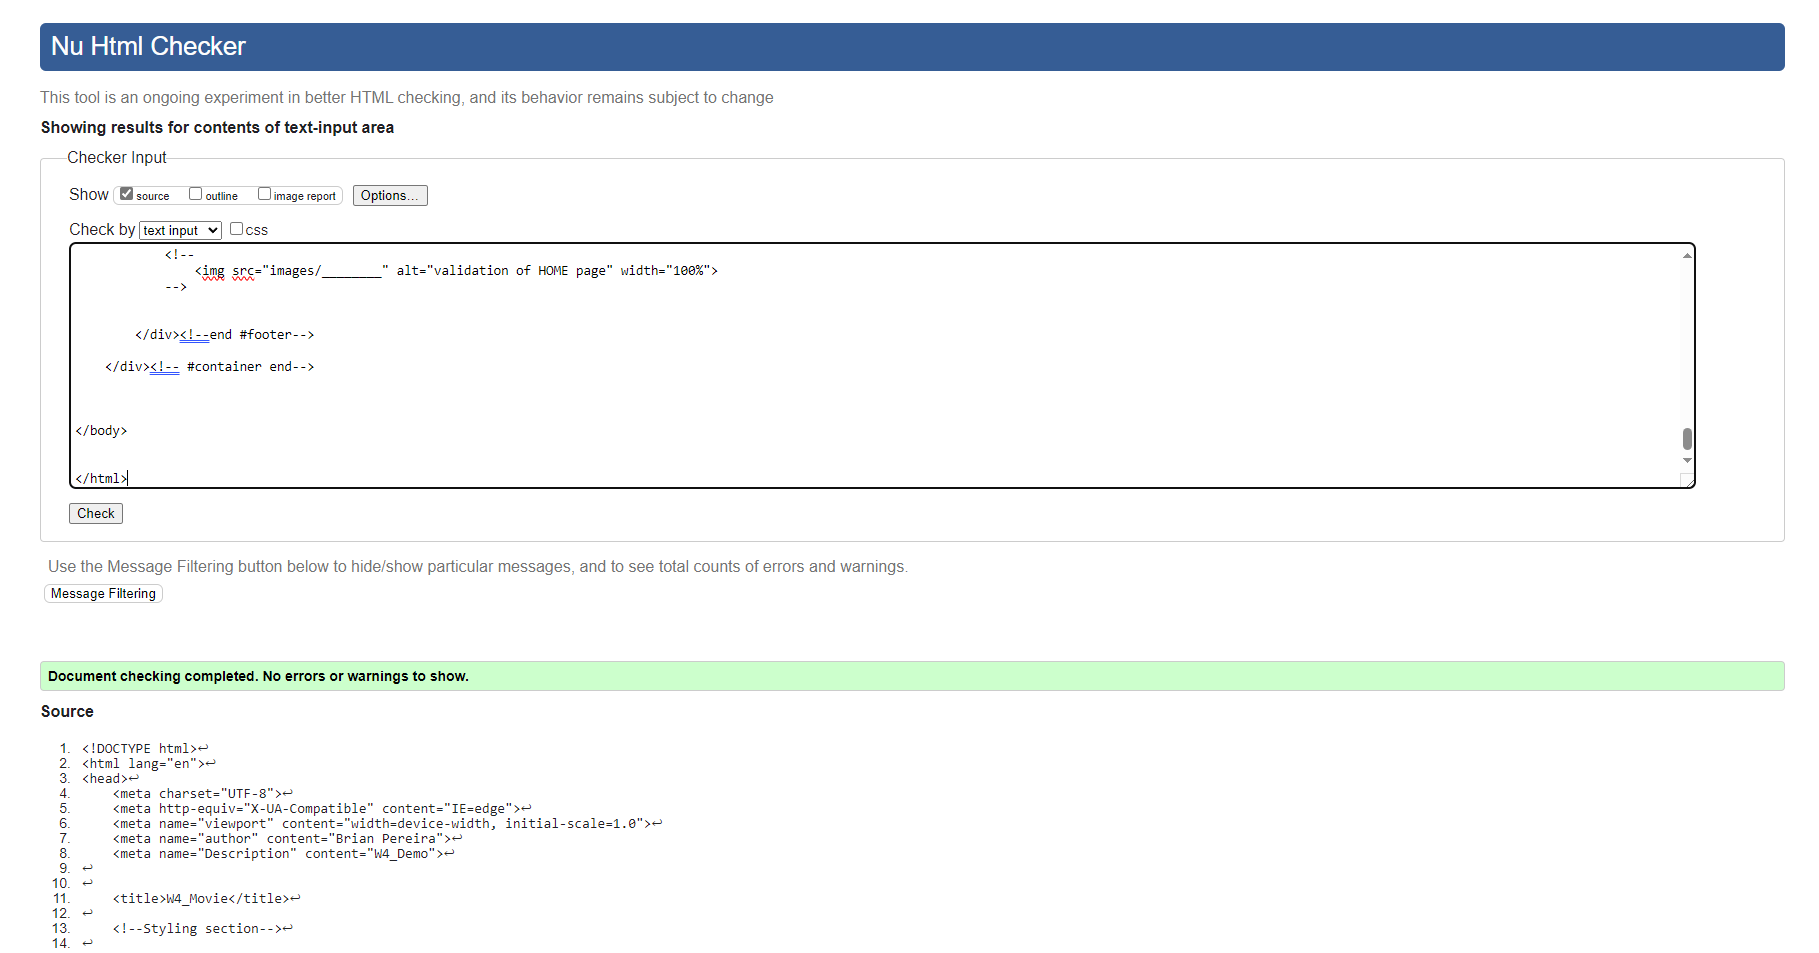 Nu Html Checker
This tool is an ongoing experiment in better HTML checking, and its behavior remains subject to change
Showing results for contents of text-input area
Checker Input
Show source outline image report Options...
Check by text input css
<!--
<img src="images/________" alt="validation of HOME page" width="100%">
-->
</div><!--end #footer-->
</div><!-- #container end-->
</body>
</html>
Check
Use the Message Filtering button below to hide/show particular messages, and to see total counts of errors and warnings.
Message Filtering
Document checking completed. No errors or warnings to show.
Source
1. <!DOCTYPE html>↩
2. <html lang="en">↩
3. <head>↩
4. <meta charset="UTF-8">↩
5. <meta http-equiv="X-UA-Compatible" content="IE=edge">↩
6. <meta name="viewport" content="width=device-width, initial-scale=1.0">↩
7. <meta name="author" content="Brian Pereira">↩
8. <meta name="Description" content="W4_Demo">↩
9. ↩
10. ↩
11. <title>W4_Movie</title>↩
12. ↩
13. <!--Styling section-->↩
14. ↩